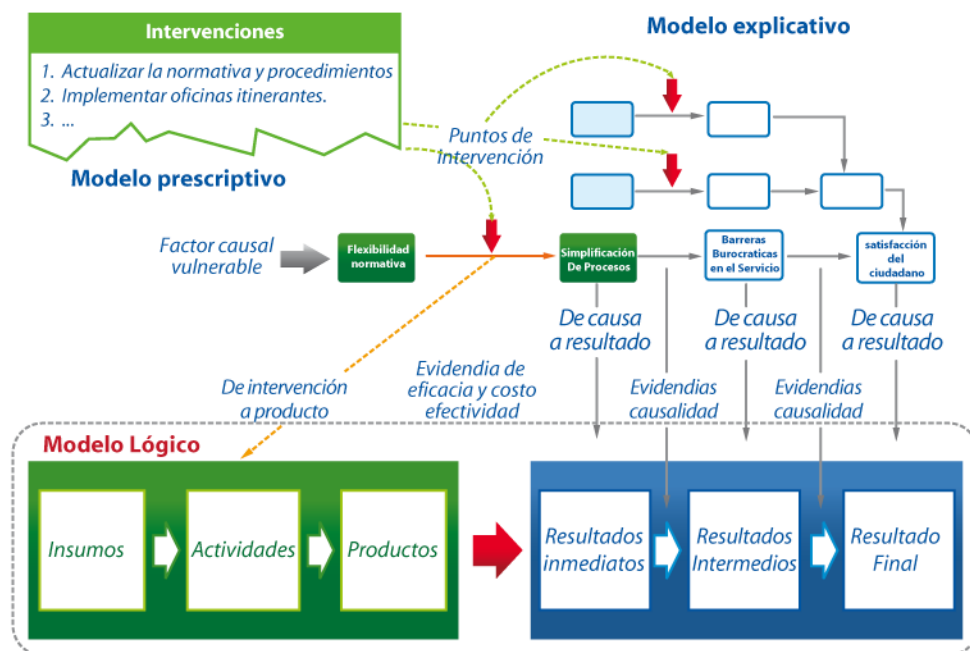 Intervenciones
1. Actualizar la normativa y procedimientos
2. Implementar oficinas itinerantes.
3. ...
Modelo explicativo
Puntos de
intervención
Modelo prescriptivo
Factor causal
vulnerable
Flexibilidad
normativa
Simplificación
De Procesos
Barreras
Burocraticas
en el Servicio
satisfacción
del
ciudadano
De causa
a resultado
De causa
a resultado
De causa
a resultado
De intervención
a producto
Evidendia de
eficacia y costo
efectividad
Evidendias
causalidad
Evidendias
causalidad
Modelo Lógico
Insumos
Actividades
Productos
Resultados
inmediatos
Resultados
Intermedios
Resultado
Final